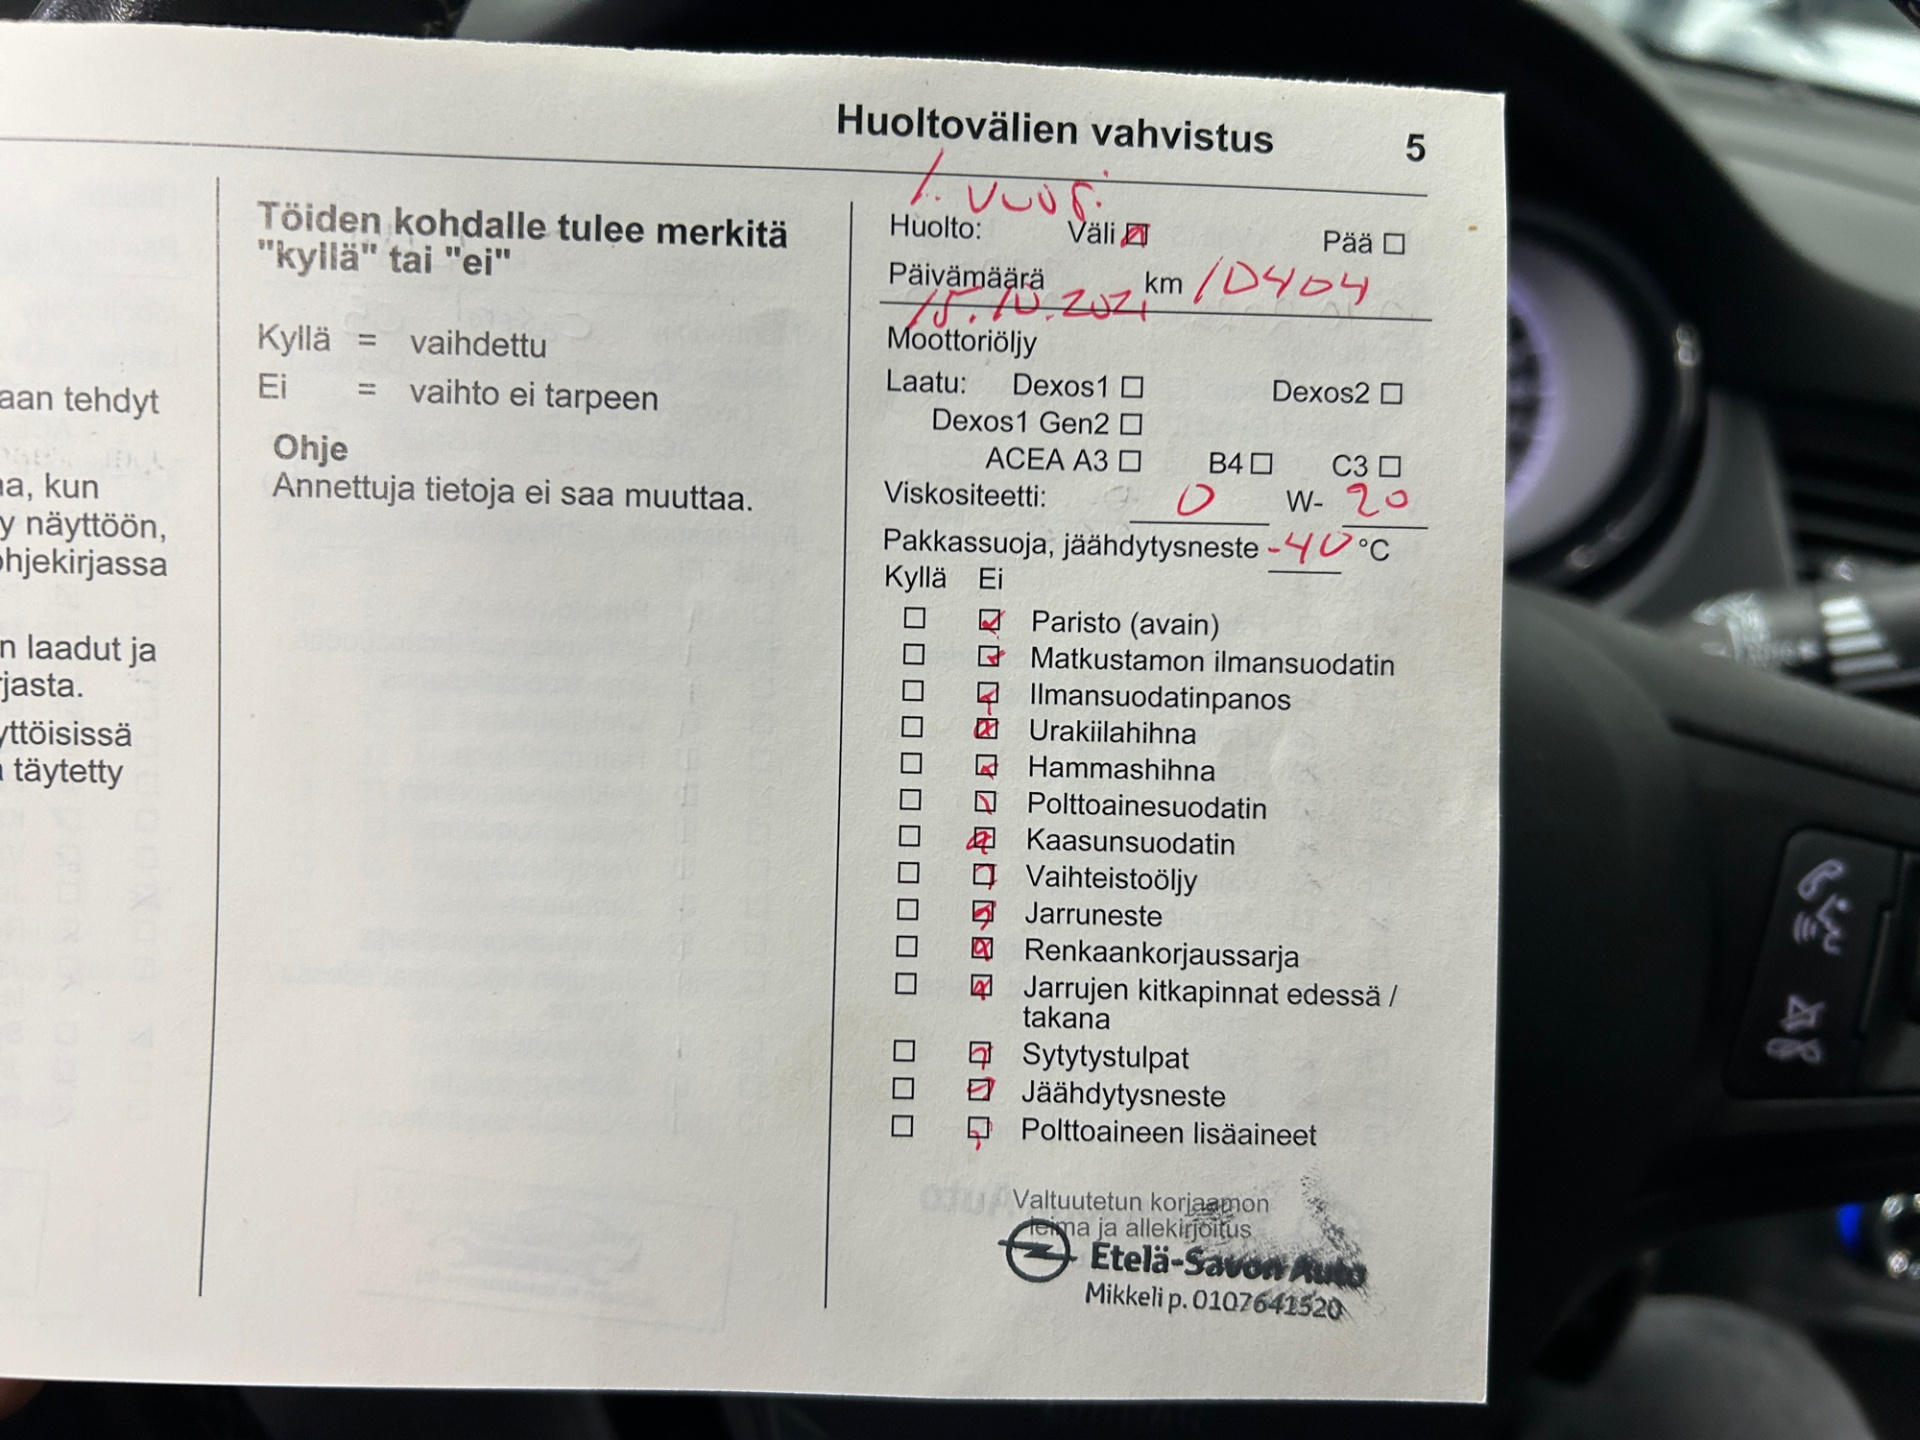 Huoltovälien vahvistus 5
aan tehdyt
a, kun
y näyttöön,
ohjekirjassa
n laadut ja
rjasta.
yttöisissä
täytetty
Töiden kohdalle tulee merkitä
"kyllä" tai "ei"
Kyllä = vaihdettu
Ei = vaihto ei tarpeen
Ohje
Annettuja tietoja ei saa muuttaa.
1. vuosi
Huolto: Väli Pää
Päivämäärä km 10404
15.10.2021
Moottoriöljy
Laatu: Dexos1 Dexos2
Dexos1 Gen2
ACEA A3 B4 C3
Viskositeetti: 0 W- 20
Pakkassuoja, jäähdytysneste -40 °C
Kyllä Ei
Paristo (avain)
Matkustamon ilmansuodatin
Ilmansuodatinpanos
Urakiilahihna
Hammashihna
Polttoainesuodatin
Kaasunsuodatin
Vaihteistoöljy
Jarruneste
Renkaankorjaussarja
Jarrujen kitkapinnat edessä /
takana
Sytytystulpat
Jäähdytysneste
Polttoaineen lisäaineet
Valtuutetun korjaamon
leima ja allekirjoitus
Etelä-Savon Auto
Mikkeli p. 0107641520